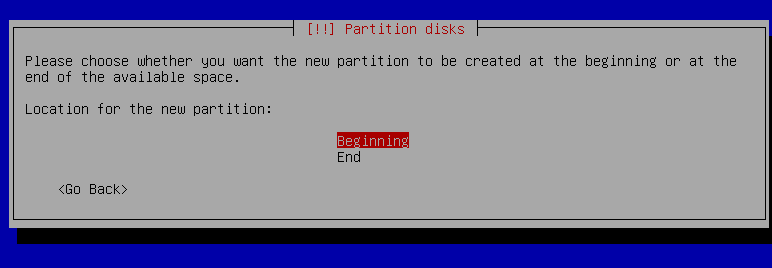 [!!] Partition disks
Please choose whether you want the new partition to be created at the beginning or at the
end of the available space.
Location for the new partition:
Beginning
End
<Go Back>